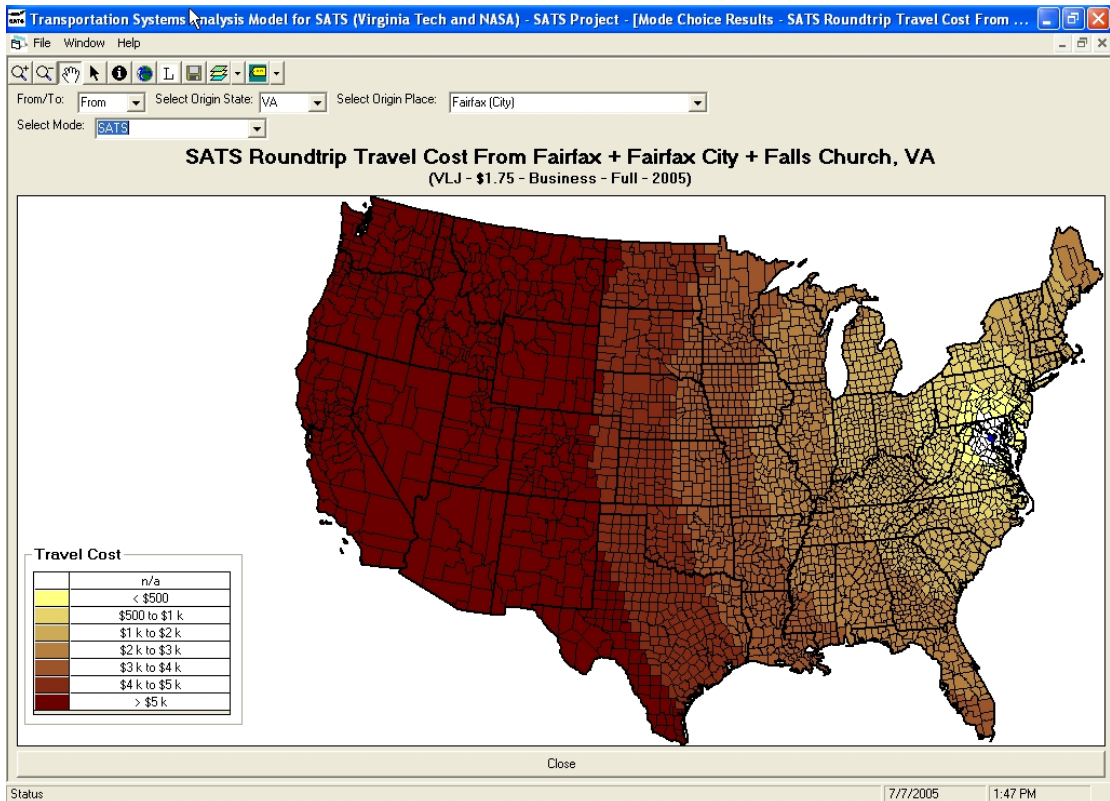 Transportation Systems Analysis Model for SATS (Virginia Tech and NASA) - SATS Project - [Mode Choice Results - SATS Roundtrip Travel Cost From ...
File Window Help
L
From/To: From Select Origin State: VA Select Origin Place: Fairfax (City)
Select Mode: SATS
SATS Roundtrip Travel Cost From Fairfax + Fairfax City + Falls Church, VA
(VLJ - $1.75 - Business - Full - 2005)
Travel Cost
n/a
< $500
$500 to $1 k
$1 k to $2 k
$2 k to $3 k
$3 k to $4 k
$4 k to $5 k
> $5 k
Close
Status 7/7/2005 1:47 PM